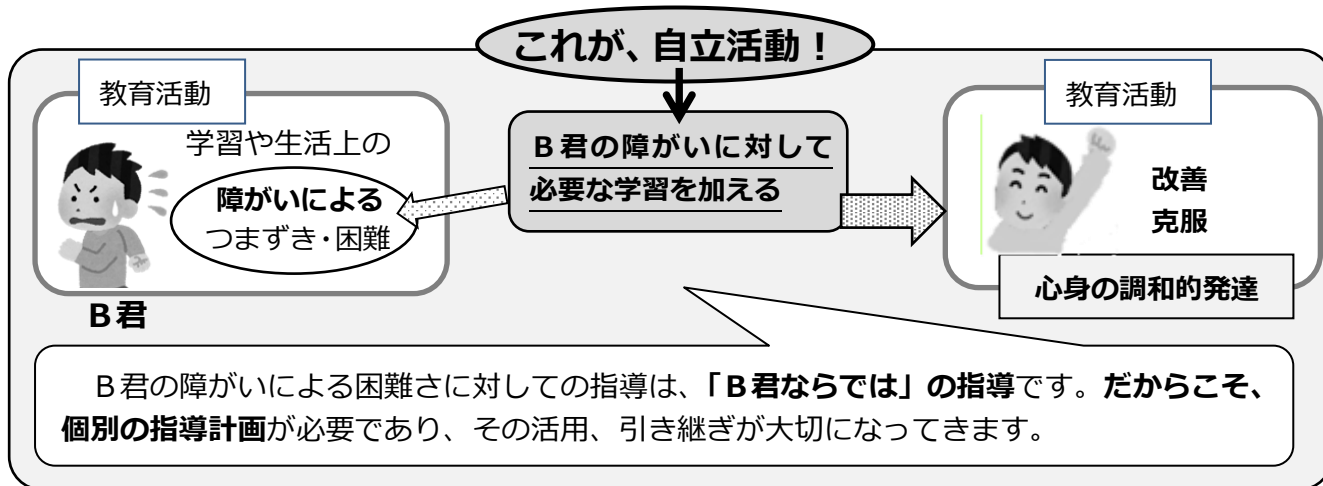 これが、自立活動！
教育活動
学習や生活上の
障がいによる
つまずき・困難
Ｂ君
Ｂ君の障がいに対して
必要な学習を加える
教育活動
改善
克服
心身の調和的発達
Ｂ君の障がいによる困難さに対しての指導は、「Ｂ君ならでは」の指導です。だからこそ、
個別の指導計画が必要であり、その活用、引き継ぎが大切になってきます。